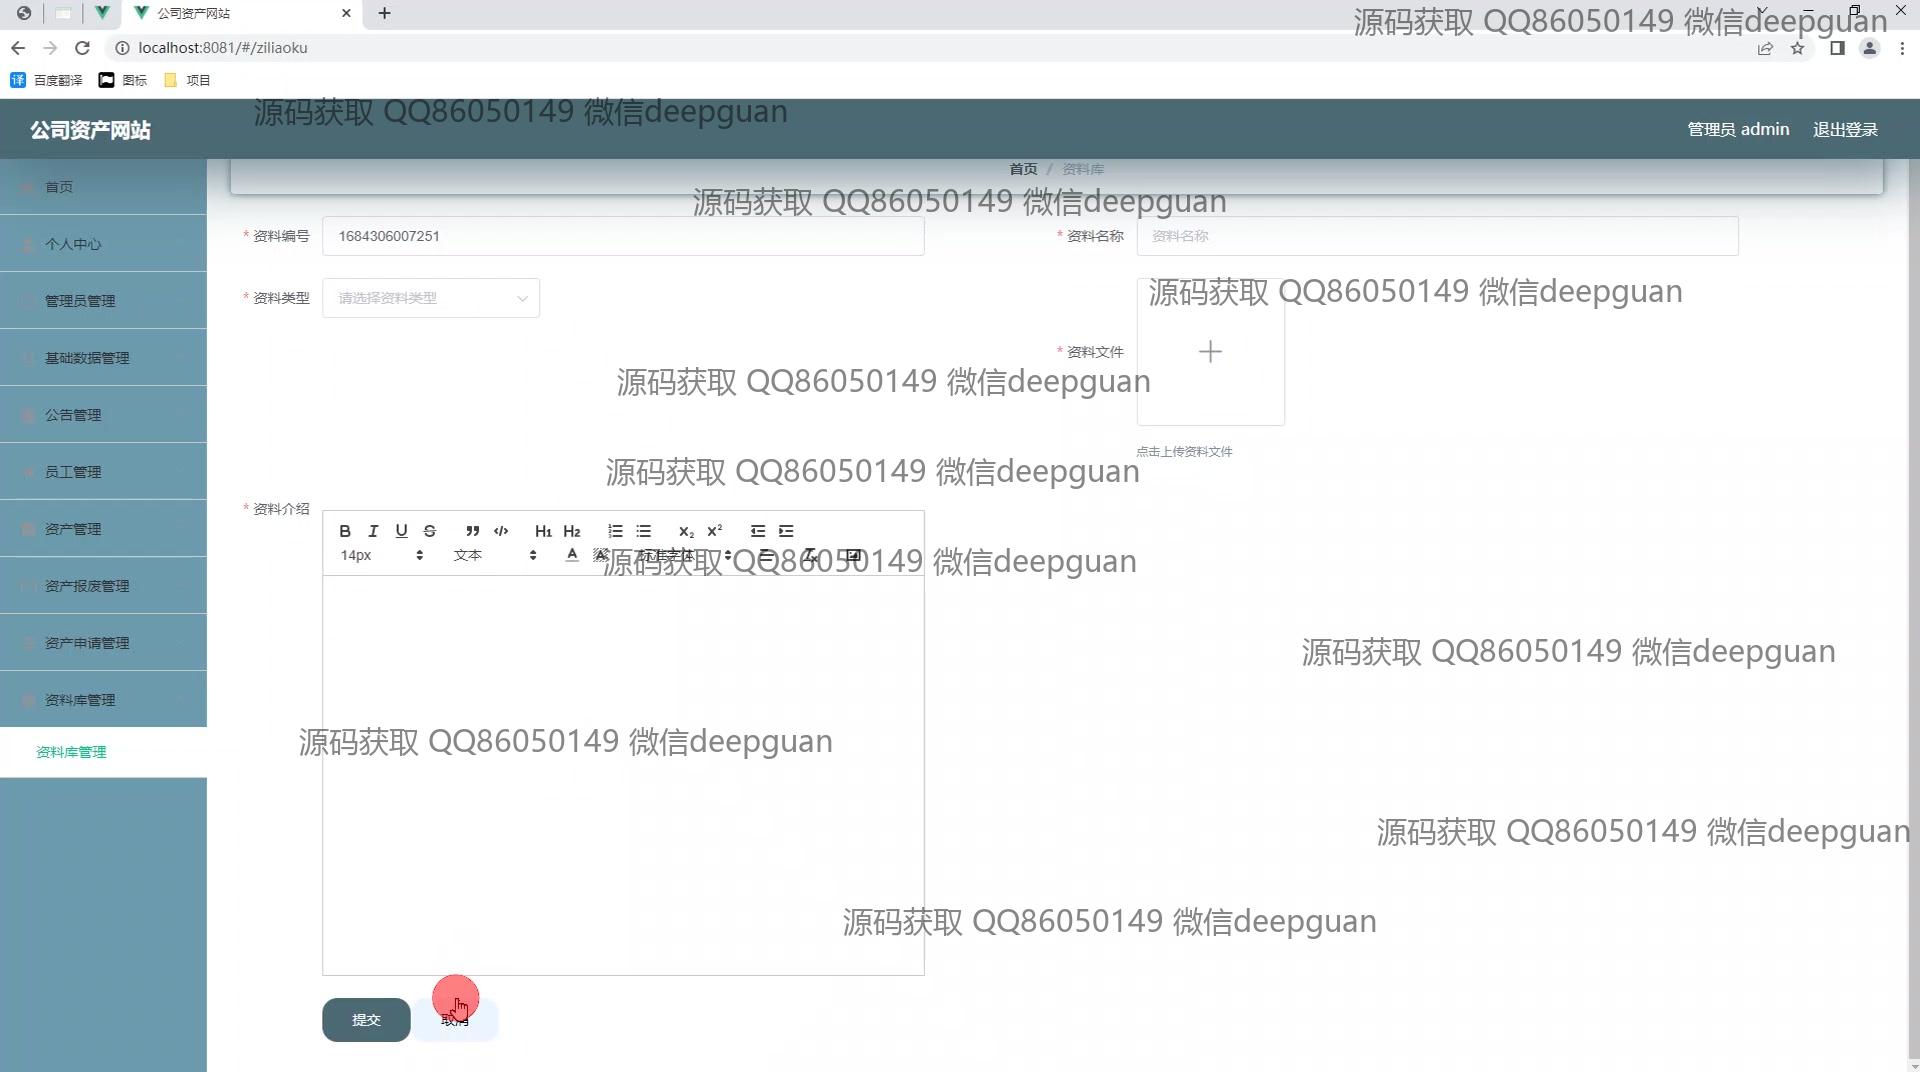 公司资产网站
源码获取 QQ86050149 微信deepguan
localhost:8081/#/ziliaoku
译 百度翻译 图标 项目
源码获取 QQ86050149 微信deepguan
公司资产网站
管理员 admin 退出登录
首页 / 资料库
首页
源码获取 QQ86050149 微信deepguan
* 资料编号 1684306007251
* 资料名称 资料名称
个人中心
* 资料类型 请选择资料类型
源码获取 QQ86050149 微信deepguan
管理员管理
* 资料文件
基础数据管理
源码获取 QQ86050149 微信deepguan
公告管理
点击上传资料文件
员工管理
源码获取 QQ86050149 微信deepguan
* 资料介绍
资产管理
B I U S H1 H2 X2 X2
14px 文本 A 标准字体
源码获取 QQ86050149 微信deepguan
资产报废管理
资产申请管理
源码获取 QQ86050149 微信deepguan
资料库管理
资料库管理
源码获取 QQ86050149 微信deepguan
源码获取 QQ86050149 微信deepguan
源码获取 QQ86050149 微信deepguan
提交 取消